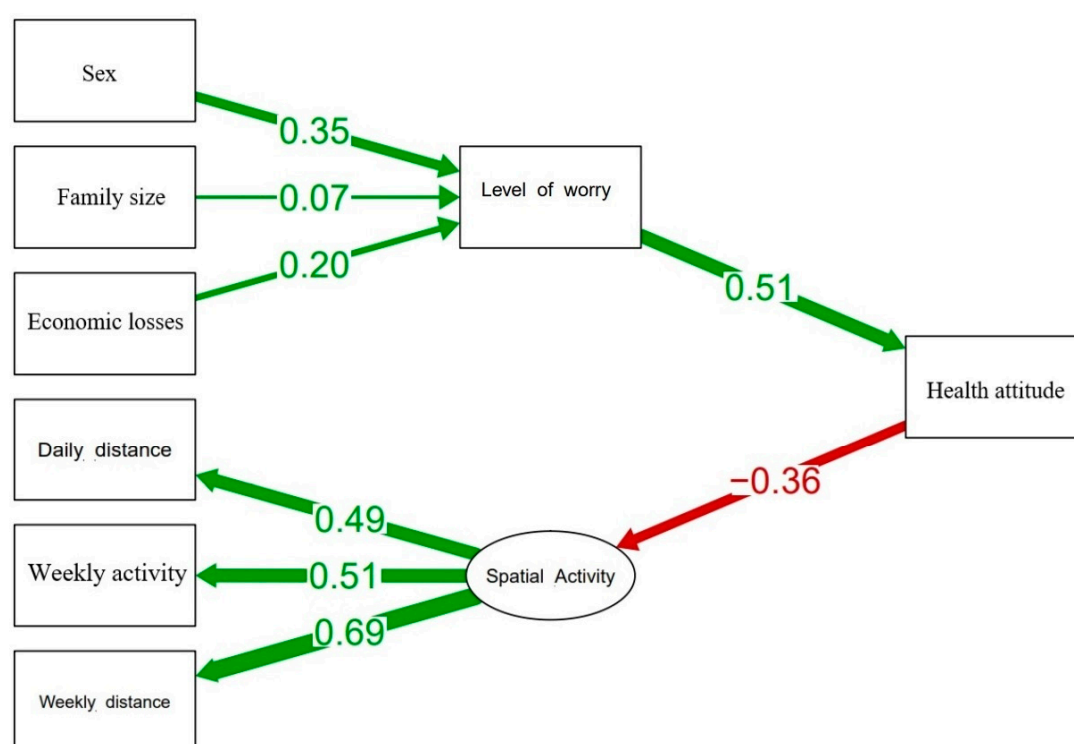 Sex
0.35
Family size
0.07
Level of worry
Economic losses
0.20
0.51
Health attitude
Daily distance
−0.36
0.49
Weekly activity
0.51
Spatial Activity
0.69
Weekly distance